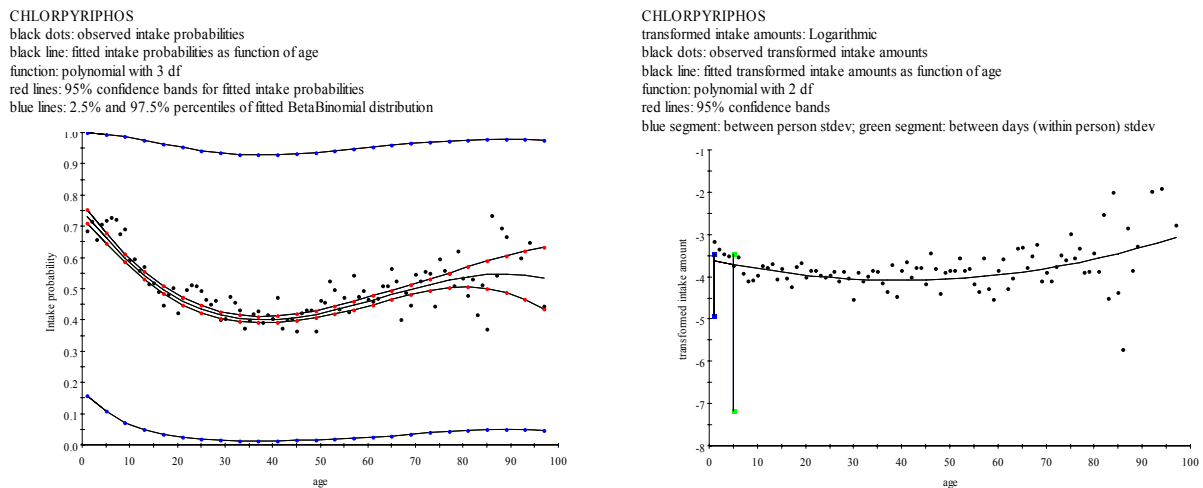 CHLORPYRIPHOS
black dots: observed intake probabilities
black line: fitted intake probabilities as function of age
function: polynomial with 3 df
red lines: 95% confidence bands for fitted intake probabilities
blue lines: 2.5% and 97.5% percentiles of fitted BetaBinomial distribution
1.0
0.9
0.8
0.7
0.6
0.5
0.4
0.3
0.2
0.1
0.0
Intake probability
0 10 20 30 40 50 60 70 80 90 100
age
CHLORPYRIPHOS
transformed intake amounts: Logarithmic
black dots: observed transformed intake amounts
black line: fitted transformed intake amounts as function of age
function: polynomial with 2 df
red lines: 95% confidence bands
blue segment: between person stdev; green segment: between days (within person) stdev
-1
-2
-3
-4
-5
-6
-7
-8
transformed intake amount
0 10 20 30 40 50 60 70 80 90 100
age